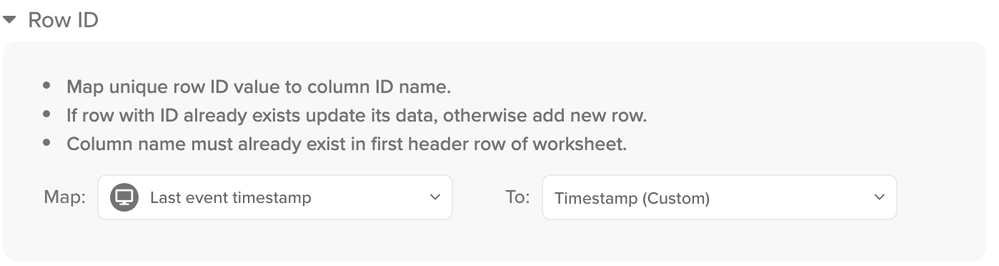 Row ID
• Map unique row ID value to column ID name.
• If row with ID already exists update its data, otherwise add new row.
• Column name must already exist in first header row of worksheet.
Map: Last event timestamp To: Timestamp (Custom)